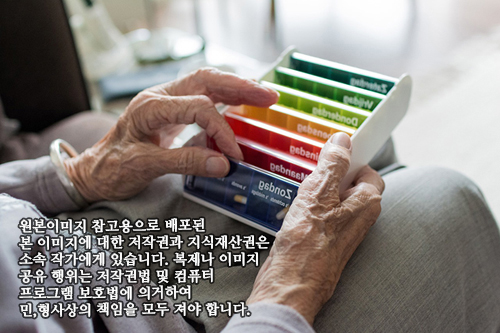 Zaterdag
Vrijdag
Donderdag
Woensdag
Dinsdag
Maandag
Zondag
원본이미지 참고용으로 배포된
본 이미지에 대한 저작권과 지식재산권은
소속 작가에게 있습니다. 복제나 이미지
공유 행위는 저작권법 및 컴퓨터
프로그램 보호법에 의거하여
민,형사상의 책임을 모두 져야 합니다.